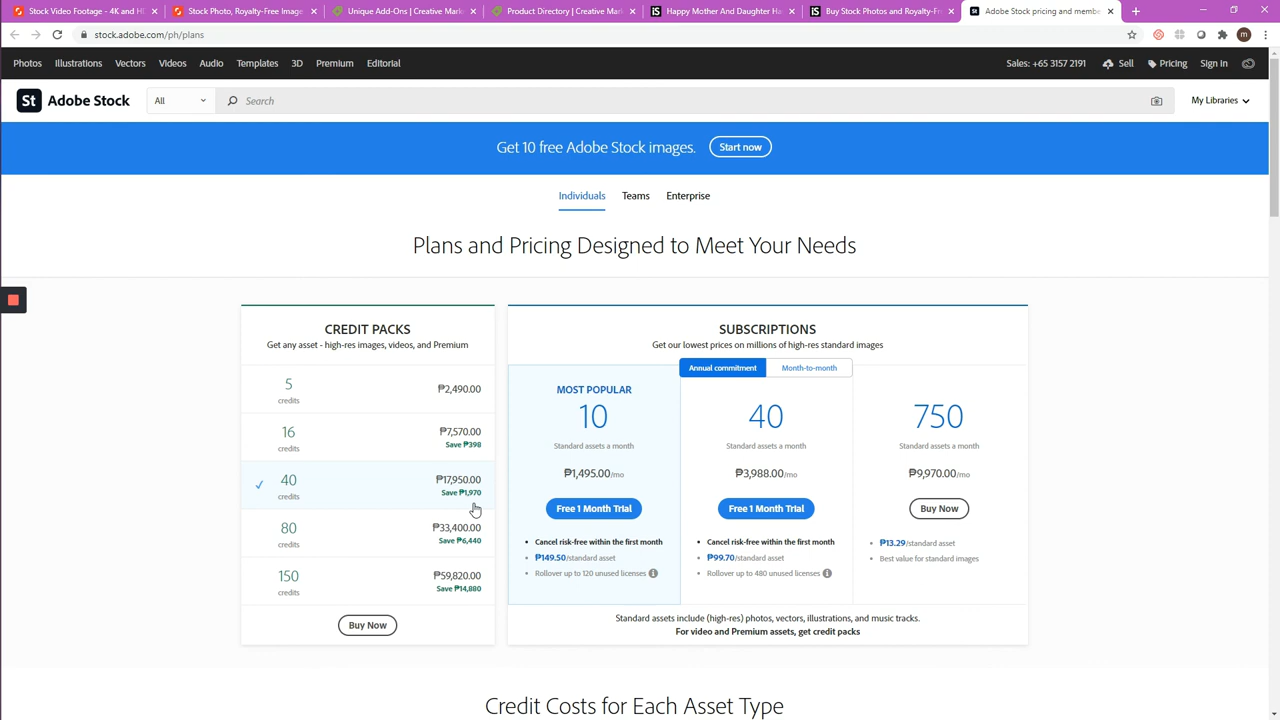 Stock Video Footage - 4K and HD
Stock Photo, Royalty-Free Image
Unique Add-Ons | Creative Mark
Product Directory | Creative Mark
iS Happy Mother And Daughter Ha
iS Buy Stock Photos and Royalty-Fr
St Adobe Stock pricing and membe
stock.adobe.com/ph/plans
m
Photos Illustrations Vectors Videos Audio Templates 3D Premium Editorial
Sales: +65 3157 2191 Sell Pricing Sign In
St Adobe Stock All Search My Libraries
Get 10 free Adobe Stock images. Start now
Individuals Teams Enterprise
Plans and Pricing Designed to Meet Your Needs
CREDIT PACKS
Get any asset - high-res images, videos, and Premium
5 credits ₱2,490.00
16 credits ₱7,570.00
Save ₱398
40 credits ₱17,950.00
Save ₱1,970
80 credits ₱33,400.00
Save ₱6,440
150 credits ₱59,820.00
Save ₱14,880
Buy Now
SUBSCRIPTIONS
Get our lowest prices on millions of high-res standard images
Annual commitment Month-to-month
MOST POPULAR
10
Standard assets a month
₱1,495.00/mo
Free 1 Month Trial
Cancel risk-free within the first month
₱149.50/standard asset
Rollover up to 120 unused licenses
40
Standard assets a month
₱3,988.00/mo
Free 1 Month Trial
Cancel risk-free within the first month
₱99.70/standard asset
Rollover up to 480 unused licenses
750
Standard assets a month
₱9,970.00/mo
Buy Now
₱13.29/standard asset
Best value for standard images
Standard assets include (high-res) photos, vectors, illustrations, and music tracks.
For video and Premium assets, get credit packs
Credit Costs for Each Asset Type